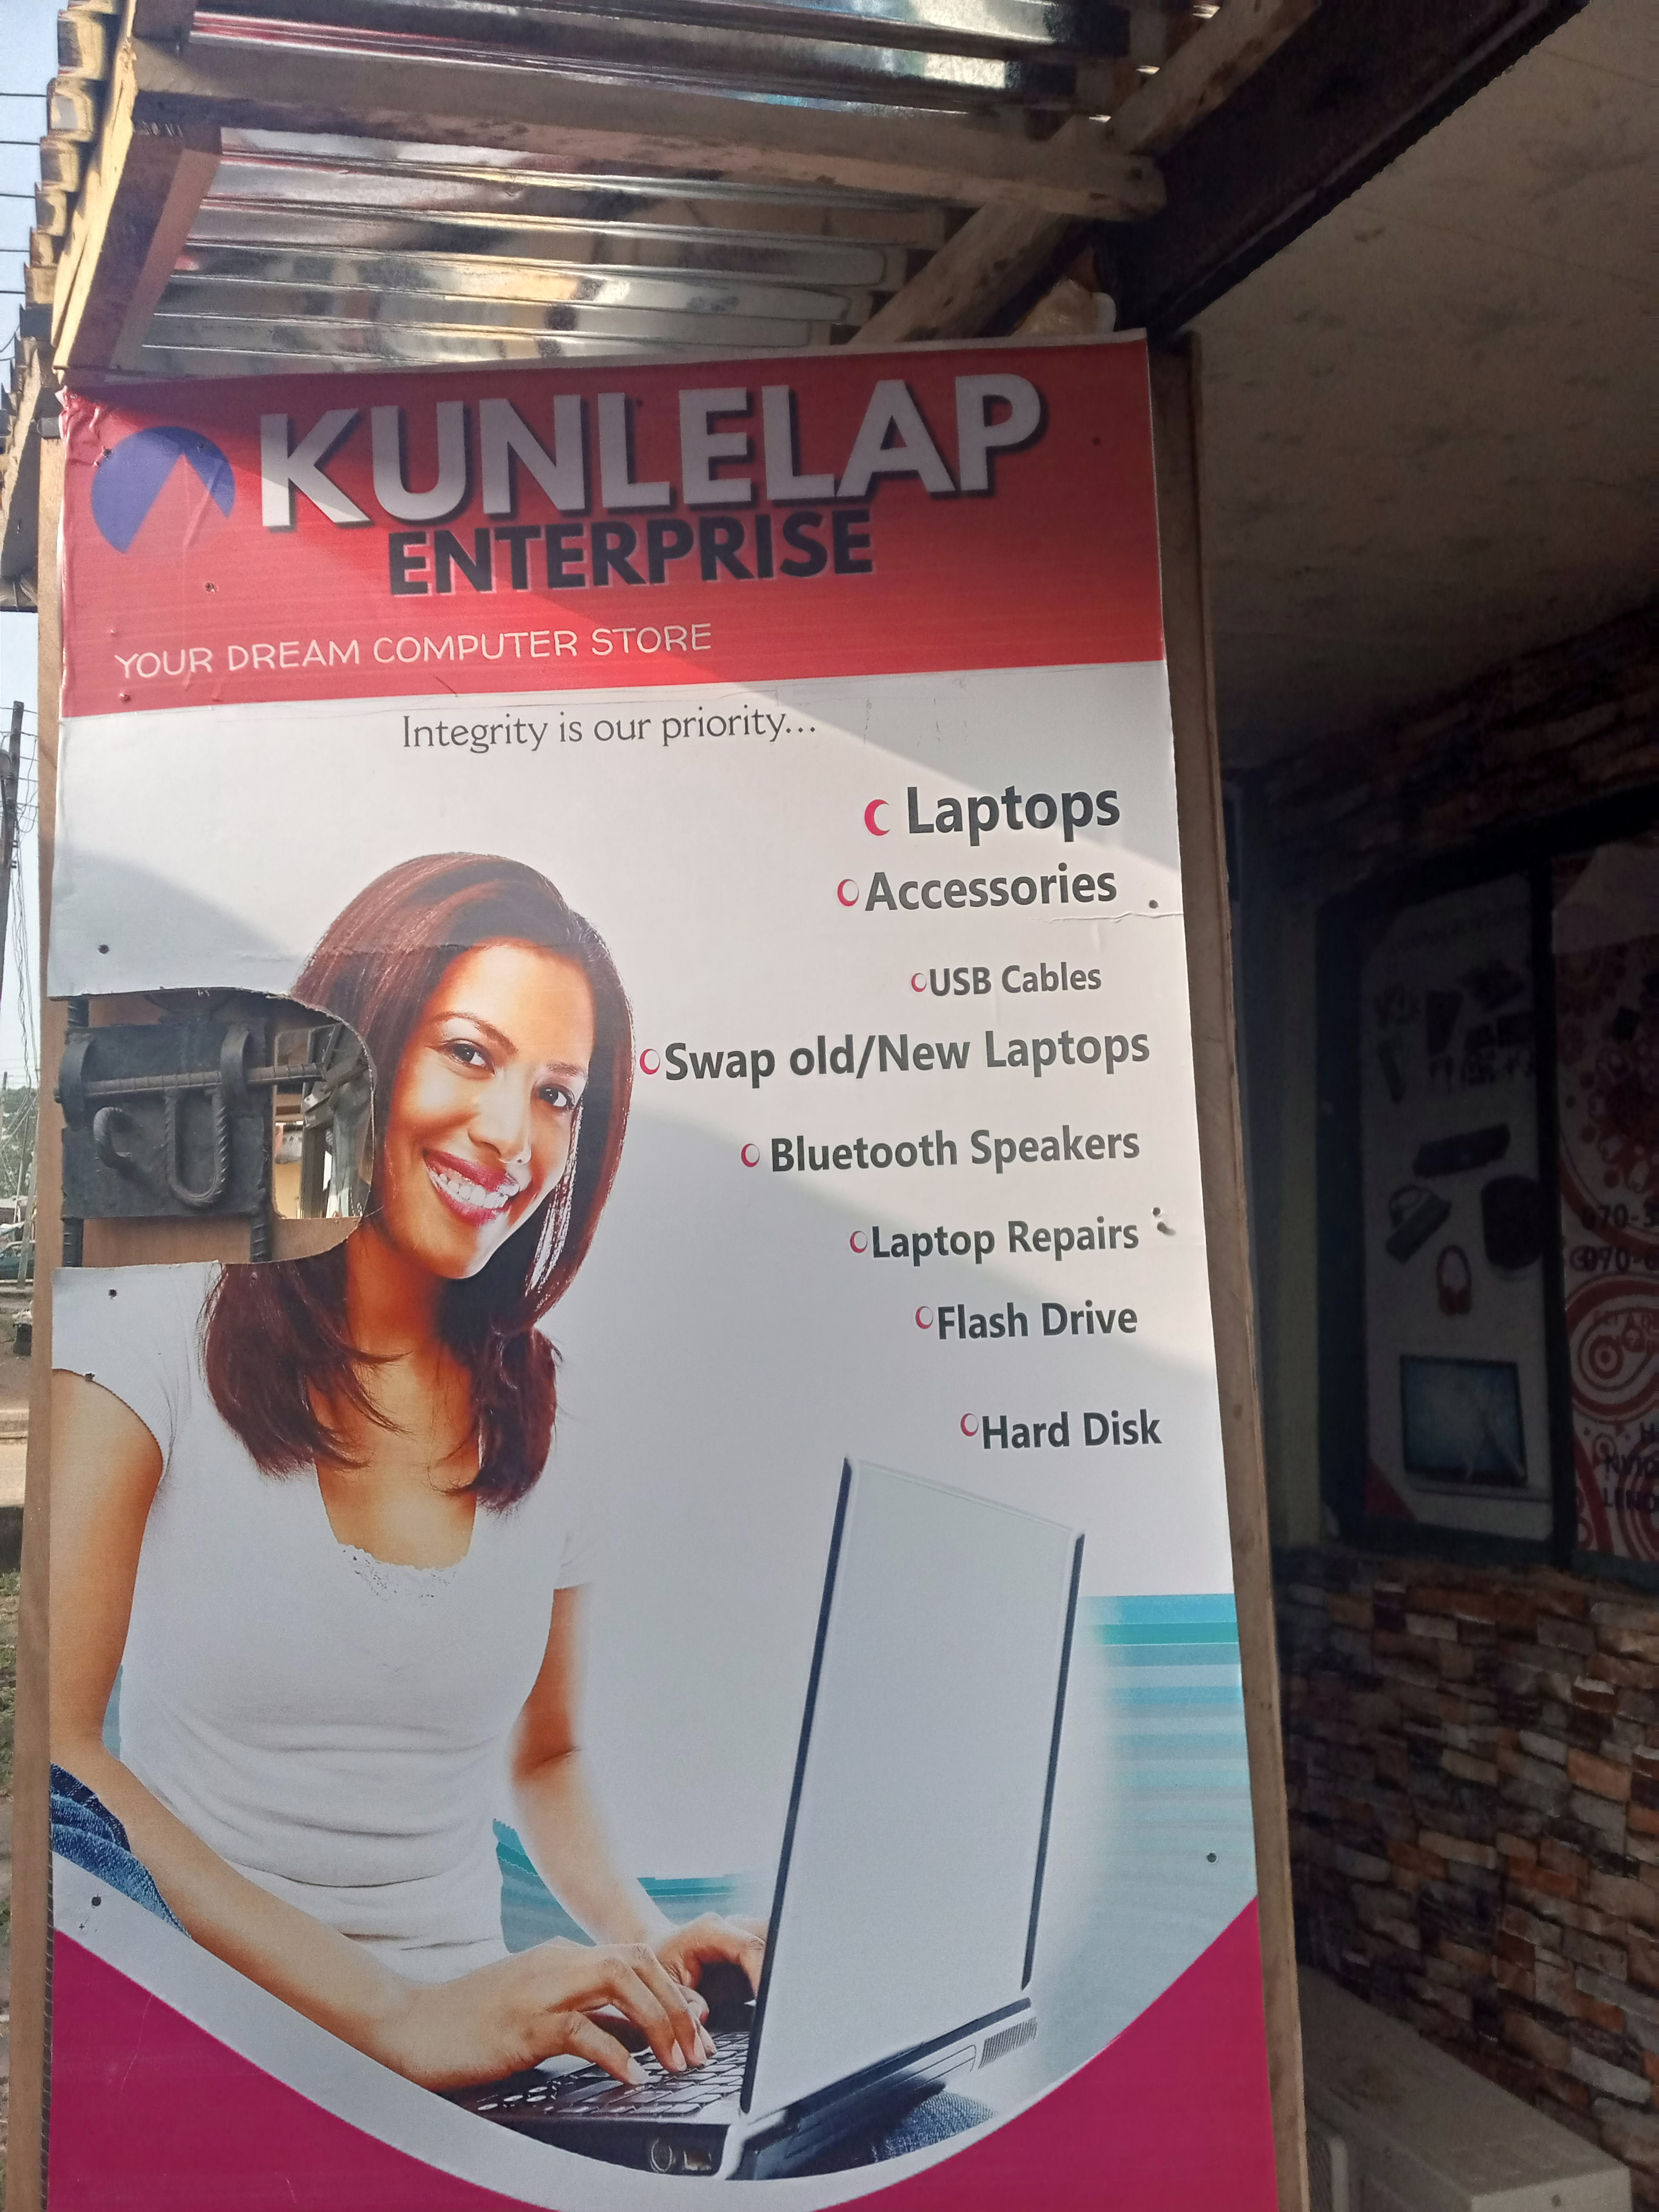 KUNLELAP
ENTERPRISE
YOUR DREAM COMPUTER STORE
Integrity is our priority...
Laptops
Accessories
USB Cables
Swap old/New Laptops
Bluetooth Speakers
Laptop Repairs
Flash Drive
Hard Disk